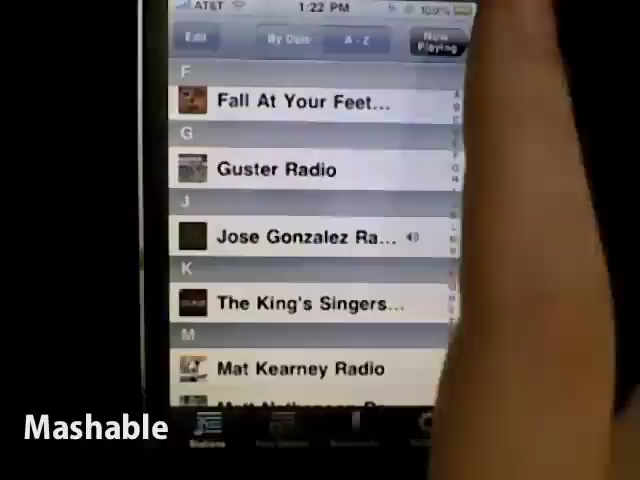 AT&T 1:22 PM 100%
Edit By Date A - Z Now Playing
F
Fall At Your Feet...
G
Guster Radio
J
Jose Gonzalez Ra...
K
The King's Singers...
M
Mat Kearney Radio
Stations
Mashable